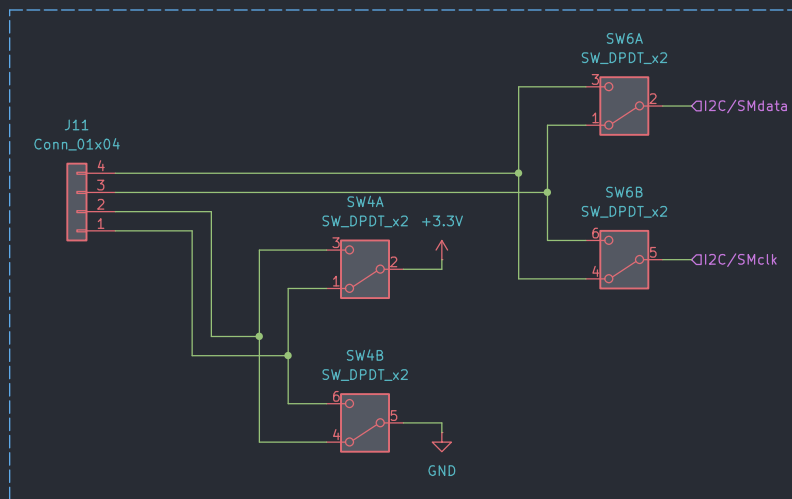 SW6A
SW_DPDT_x2
3
2
1
I2C/SMdata
J11
Conn_01x04
4
3
2
1
SW6B
SW_DPDT_x2
6
5
4
I2C/SMclk
SW4A
SW_DPDT_x2
+3.3V
3
2
1
SW4B
SW_DPDT_x2
6
5
4
GND